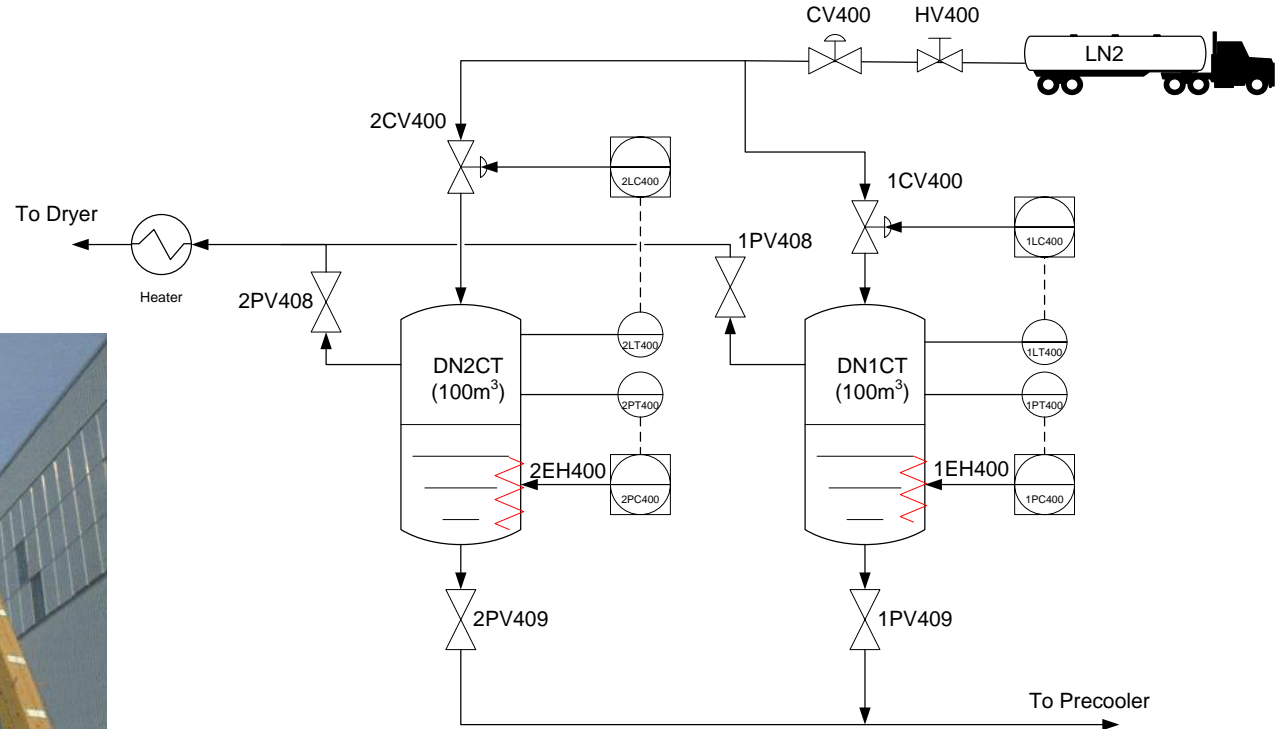 CV400
HV400
LN2
2CV400
2LC400
1CV400
1LC400
To Dryer
1PV408
Heater
2PV408
DN2CT
(100m³)
2LT400
DN1CT
(100m³)
1LT400
2PT400
1PT400
2EH400
2PC400
1EH400
1PC400
2PV409
1PV409
To Precooler